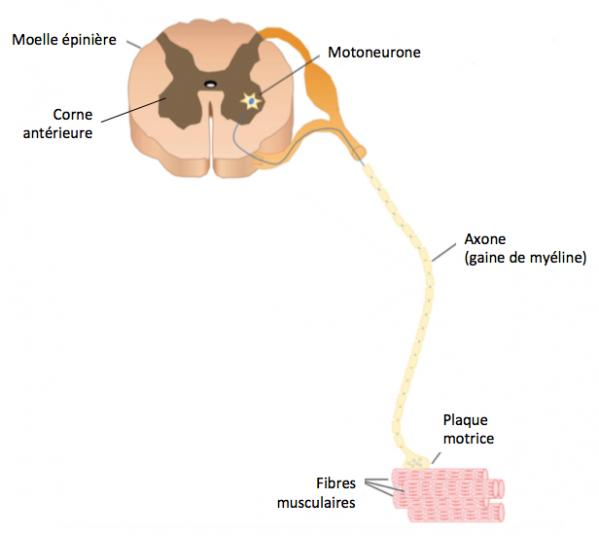 Moelle épinière
Motoneurone
Corne
antérieure
Axone
(gaine de myéline)
Plaque
motrice
Fibres
musculaires